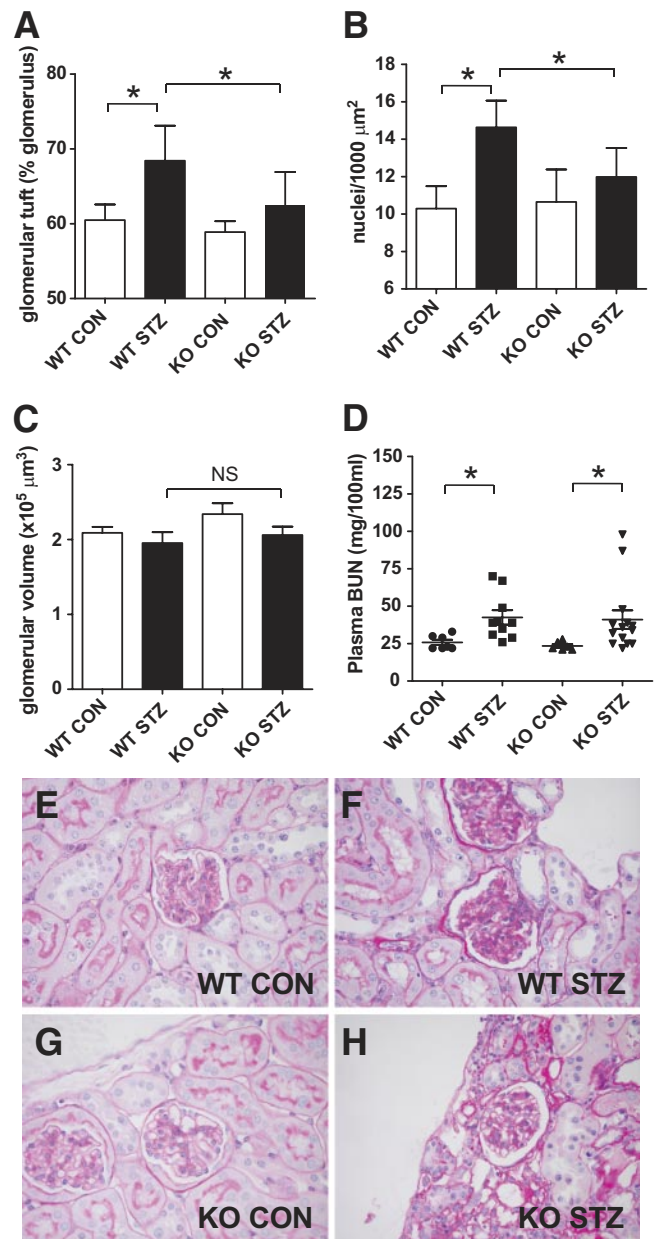 A
glomerular tuft (% glomerulus)
80
70
60
50
*
*
WT CON
WT STZ
KO CON
KO STZ
B
nuclei/1000 µm²
18
16
14
12
10
8
6
*
*
WT CON
WT STZ
KO CON
KO STZ
C
glomerular volume (x10⁵ µm³)
3
2
1
0
NS
WT CON
WT STZ
KO CON
KO STZ
D
Plasma BUN (mg/100ml)
150
125
100
75
50
25
0
*
*
WT CON
WT STZ
KO CON
KO STZ
E
WT CON
F
WT STZ
G
KO CON
H
KO STZ